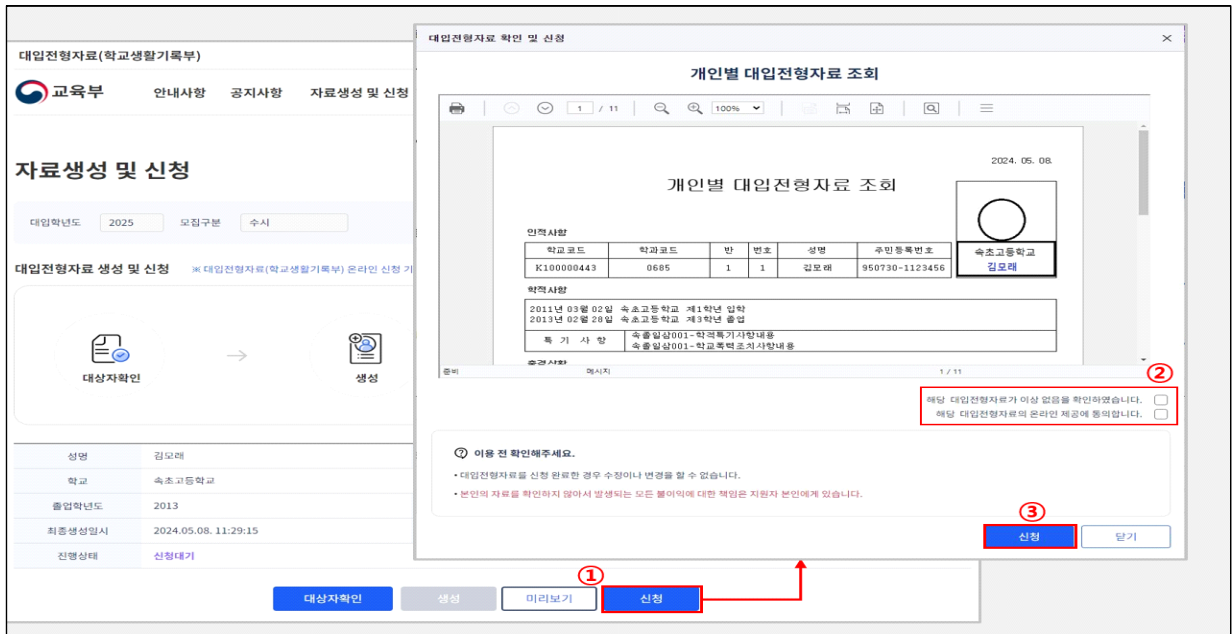 대입전형자료(학교생활기록부)
교육부 안내사항 공지사항 자료생성 및 신청
자료생성 및 신청
대입학년도 2025 모집구분 수시
대입전형자료 생성 및 신청 ※ 대입전형자료(학교생활기록부) 온라인 신청 기
대상자확인 → 생성
성명 김모래
학교 속초고등학교
졸업학년도 2013
최종생성일시 2024.05.08. 11:29:15
진행상태 신청대기
①
대상자확인 생성 미리보기 신청
대입전형자료 확인 및 신청 ×
개인별 대입전형자료 조회
1 / 11 100%
2024. 05. 08.
개인별 대입전형자료 조회
인적사항
학교코드 학과코드 반 번호 성명 주민등록번호
K100000443 0685 1 1 김모래 950730-1123456
속초고등학교
김모래
학적사항
2011년 03월 02일 속초고등학교 제1학년 입학
2013년 02월 28일 속초고등학교 제3학년 졸업
특 기 사 항
속졸일삼001-학적특기사항내용
속졸일삼001-학교폭력조치사항내용
출결상황
준비 메시지 1 / 11
②
해당 대입전형자료가 이상 없음을 확인하였습니다.
해당 대입전형자료의 온라인 제공에 동의합니다.
이용 전 확인해주세요.
• 대입전형자료를 신청 완료한 경우 수정이나 변경을 할 수 없습니다.
• 본인의 자료를 확인하지 않아서 발생되는 모든 불이익에 대한 책임은 지원자 본인에게 있습니다.
③
신청 닫기